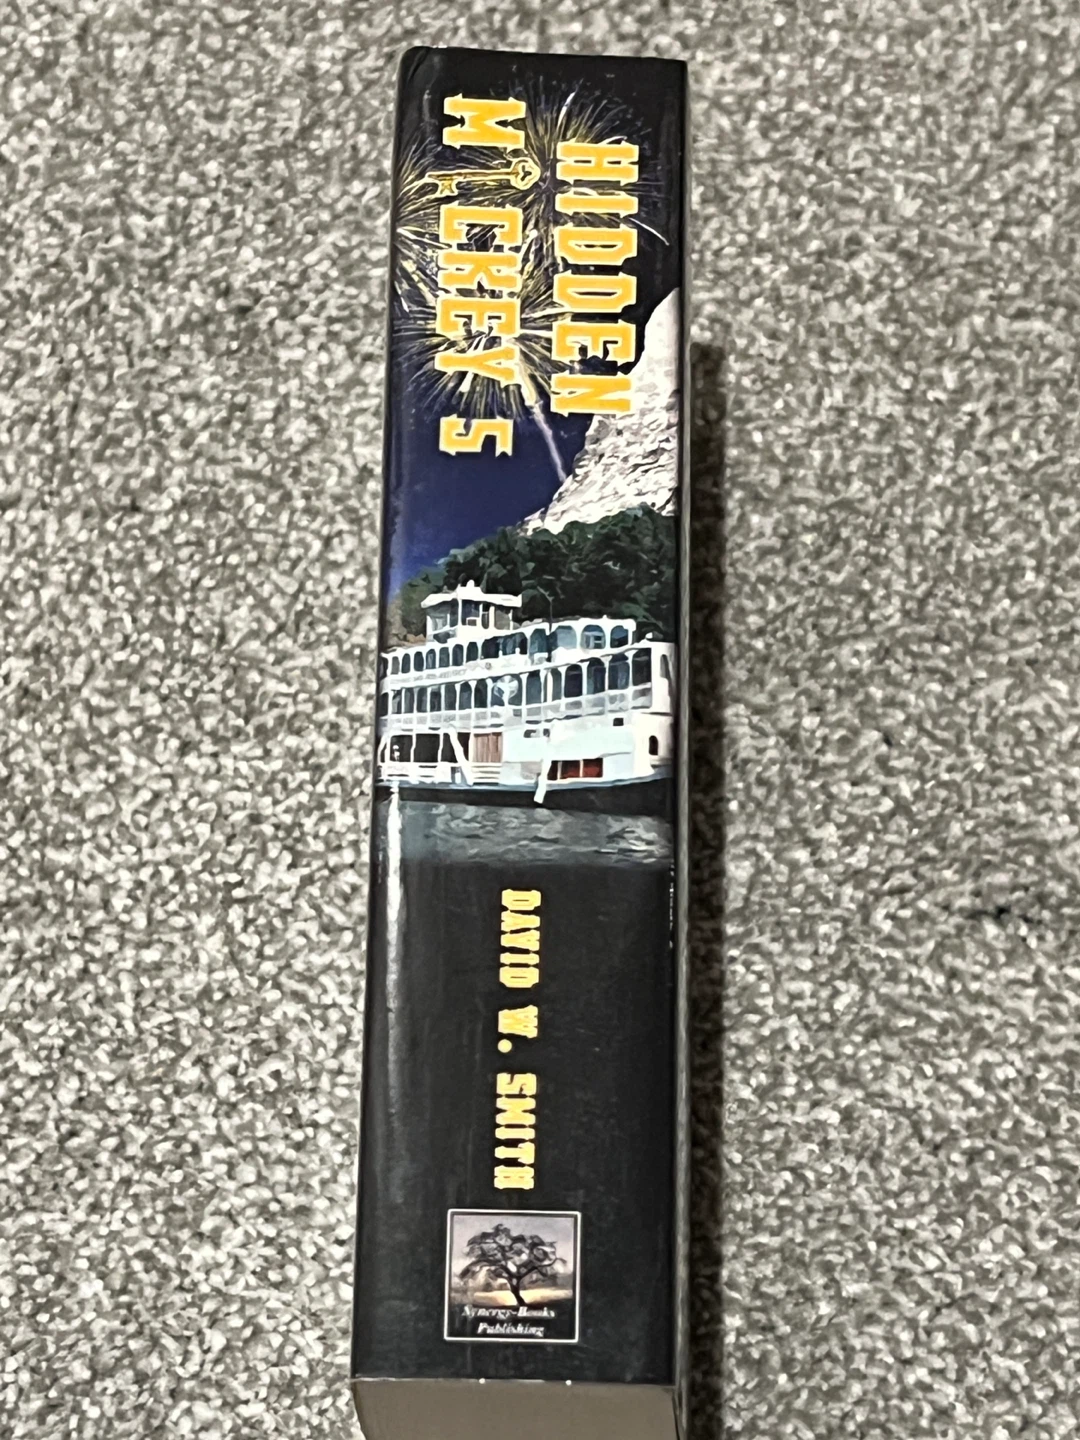 HIDDEN
MICKEY 5
DAVID W. SMITH
Synergy-Books
Publishing